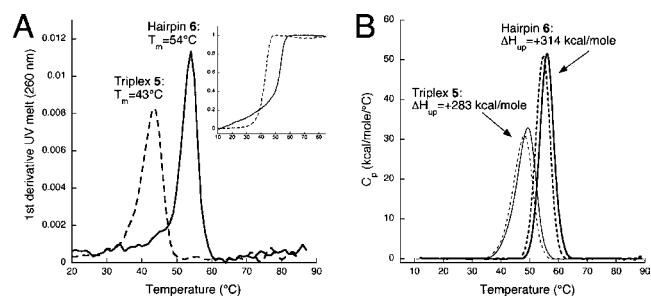 A
B
Hairpin 6:
Tm=54°C
Triplex 5:
Tm=43°C
0.012
0.01
0.008
0.006
0.004
0.002
0
1st derivative UV melt (260 nm)
20 30 40 50 60 70 80 90
Temperature (°C)
1
0.8
0.6
0.4
0.2
0
10 20 30 40 50 60 70 80
Hairpin 6:
ΔHup=+314 kcal/mole
Triplex 5:
ΔHup=+283 kcal/mole
60
50
40
30
20
10
0
Cp (kcal/mole/°C)
10 20 30 40 50 60 70 80 90
Temperature (°C)